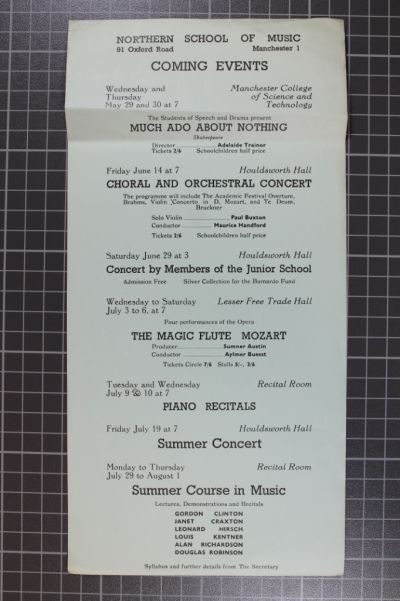 NORTHERN SCHOOL OF MUSIC
91 Oxford Road Manchester 1
COMING EVENTS
Wednesday and Manchester College
Thursday of Science and
May 29 and 30 at 7 Technology
The Students of Speech and Drama present
MUCH ADO ABOUT NOTHING
Shakespeare
Director Adelaide Trainor
Tickets 2/6 Schoolchildren half price
Friday June 14 at 7 Houldsworth Hall
CHORAL AND ORCHESTRAL CONCERT
The programme will include The Academic Festival Overture,
Brahms, Violin Concerto in D, Mozart, and Te Deum,
Bruckner
Solo Violin Paul Buxton
Conductor Maurice Handford
Tickets 2/6 Schoolchildren half price
Saturday June 29 at 3 Houldsworth Hall
Concert by Members of the Junior School
Admission Free Silver Collection for the Barnardo Fund
Wednesday to Saturday Lesser Free Trade Hall
July 3 to 6, at 7
Four performances of the Opera
THE MAGIC FLUTE MOZART
Producer Sumner Austin
Conductor Aylmer Buesst
Tickets Circle 7/6 Stalls 5/-, 3/6
Tuesday and Wednesday Recital Room
July 9 & 10 at 7
PIANO RECITALS
Friday July 19 at 7 Houldsworth Hall
Summer Concert
Monday to Thursday Recital Room
July 29 to August 1
Summer Course in Music
Lectures, Demonstrations and Recitals
GORDON CLINTON
JANET CRAXTON
LEONARD HIRSCH
LOUIS KENTNER
ALAN RICHARDSON
DOUGLAS ROBINSON
Syllabus and further details from The Secretary